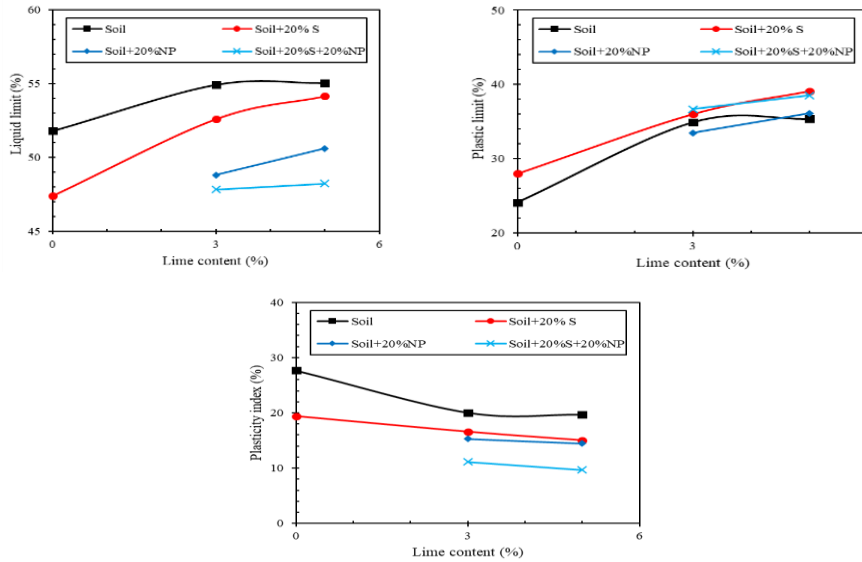 60
Soil
Soil+20% S
Soil+20%NP
Soil+20%S+20%NP
55
Liquid limit (%)
50
45
0
3
6
Lime content (%)
50
Soil
Soil+20% S
Soil+20%NP
Soil+20%S+20%NP
40
Plastic limit (%)
30
20
0
3
Lime content (%)
40
Soil
Soil+20% S
Soil+20%NP
Soil+20%S+20%NP
30
Plasticity index (%)
20
10
0
0
3
6
Lime content (%)